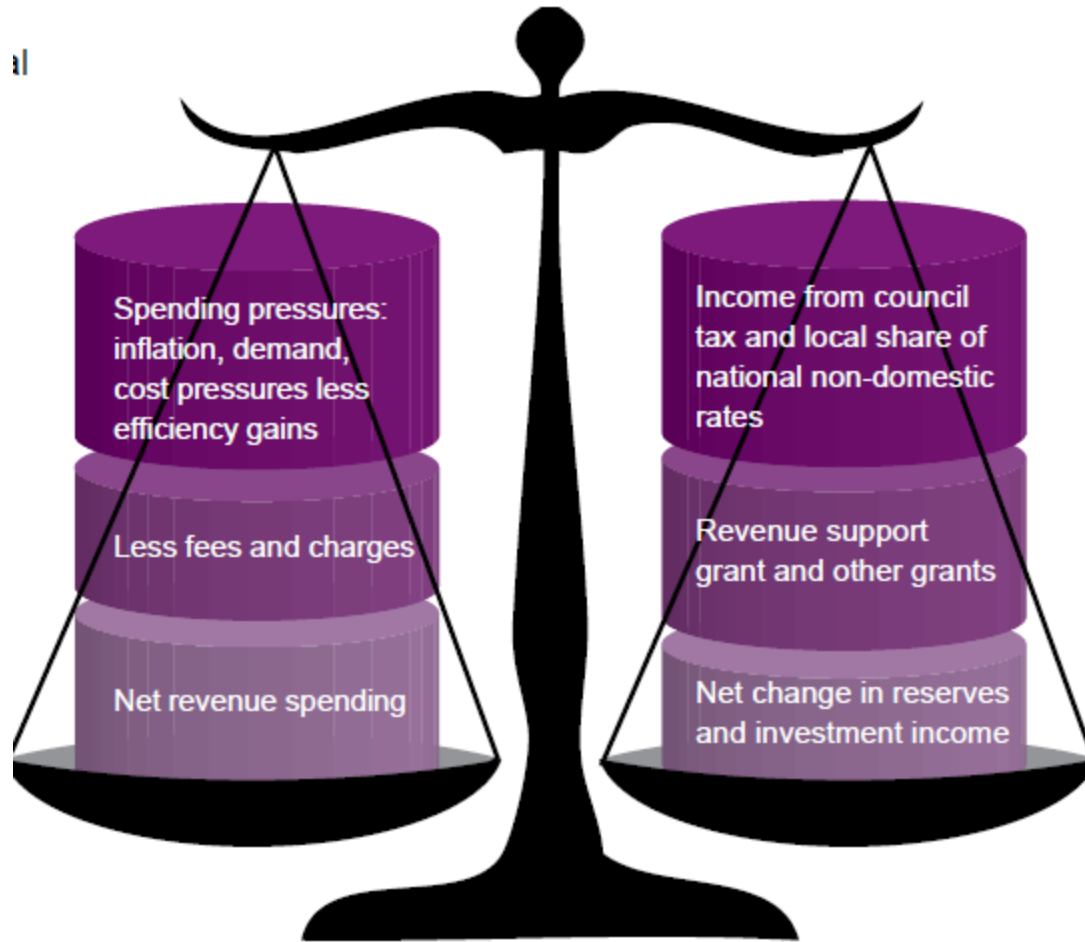 al
Spending pressures:
inflation, demand,
cost pressures less
efficiency gains
Less fees and charges
Net revenue spending
Income from council
tax and local share of
national non-domestic
rates
Revenue support
grant and other grants
Net change in reserves
and investment income